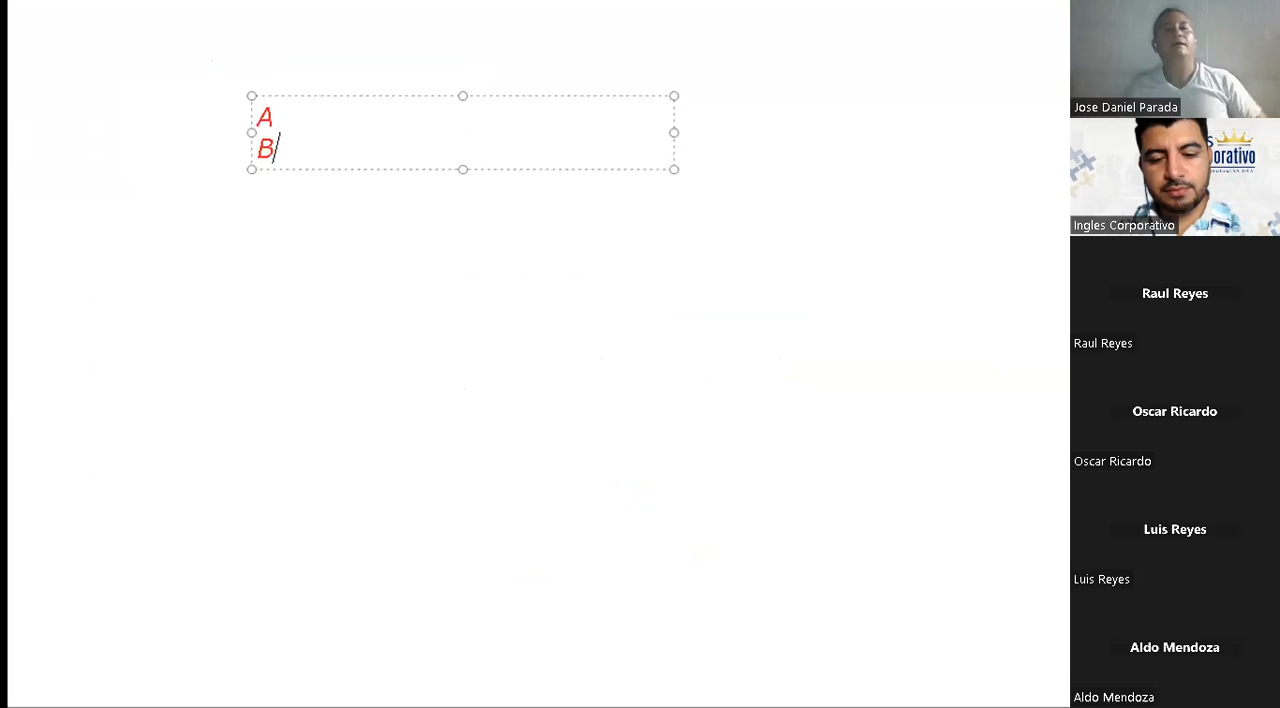 A
B
Jose Daniel Parada
Ingles Corporativo
Raul Reyes
Raul Reyes
Oscar Ricardo
Oscar Ricardo
Luis Reyes
Luis Reyes
Aldo Mendoza
Aldo Mendoza